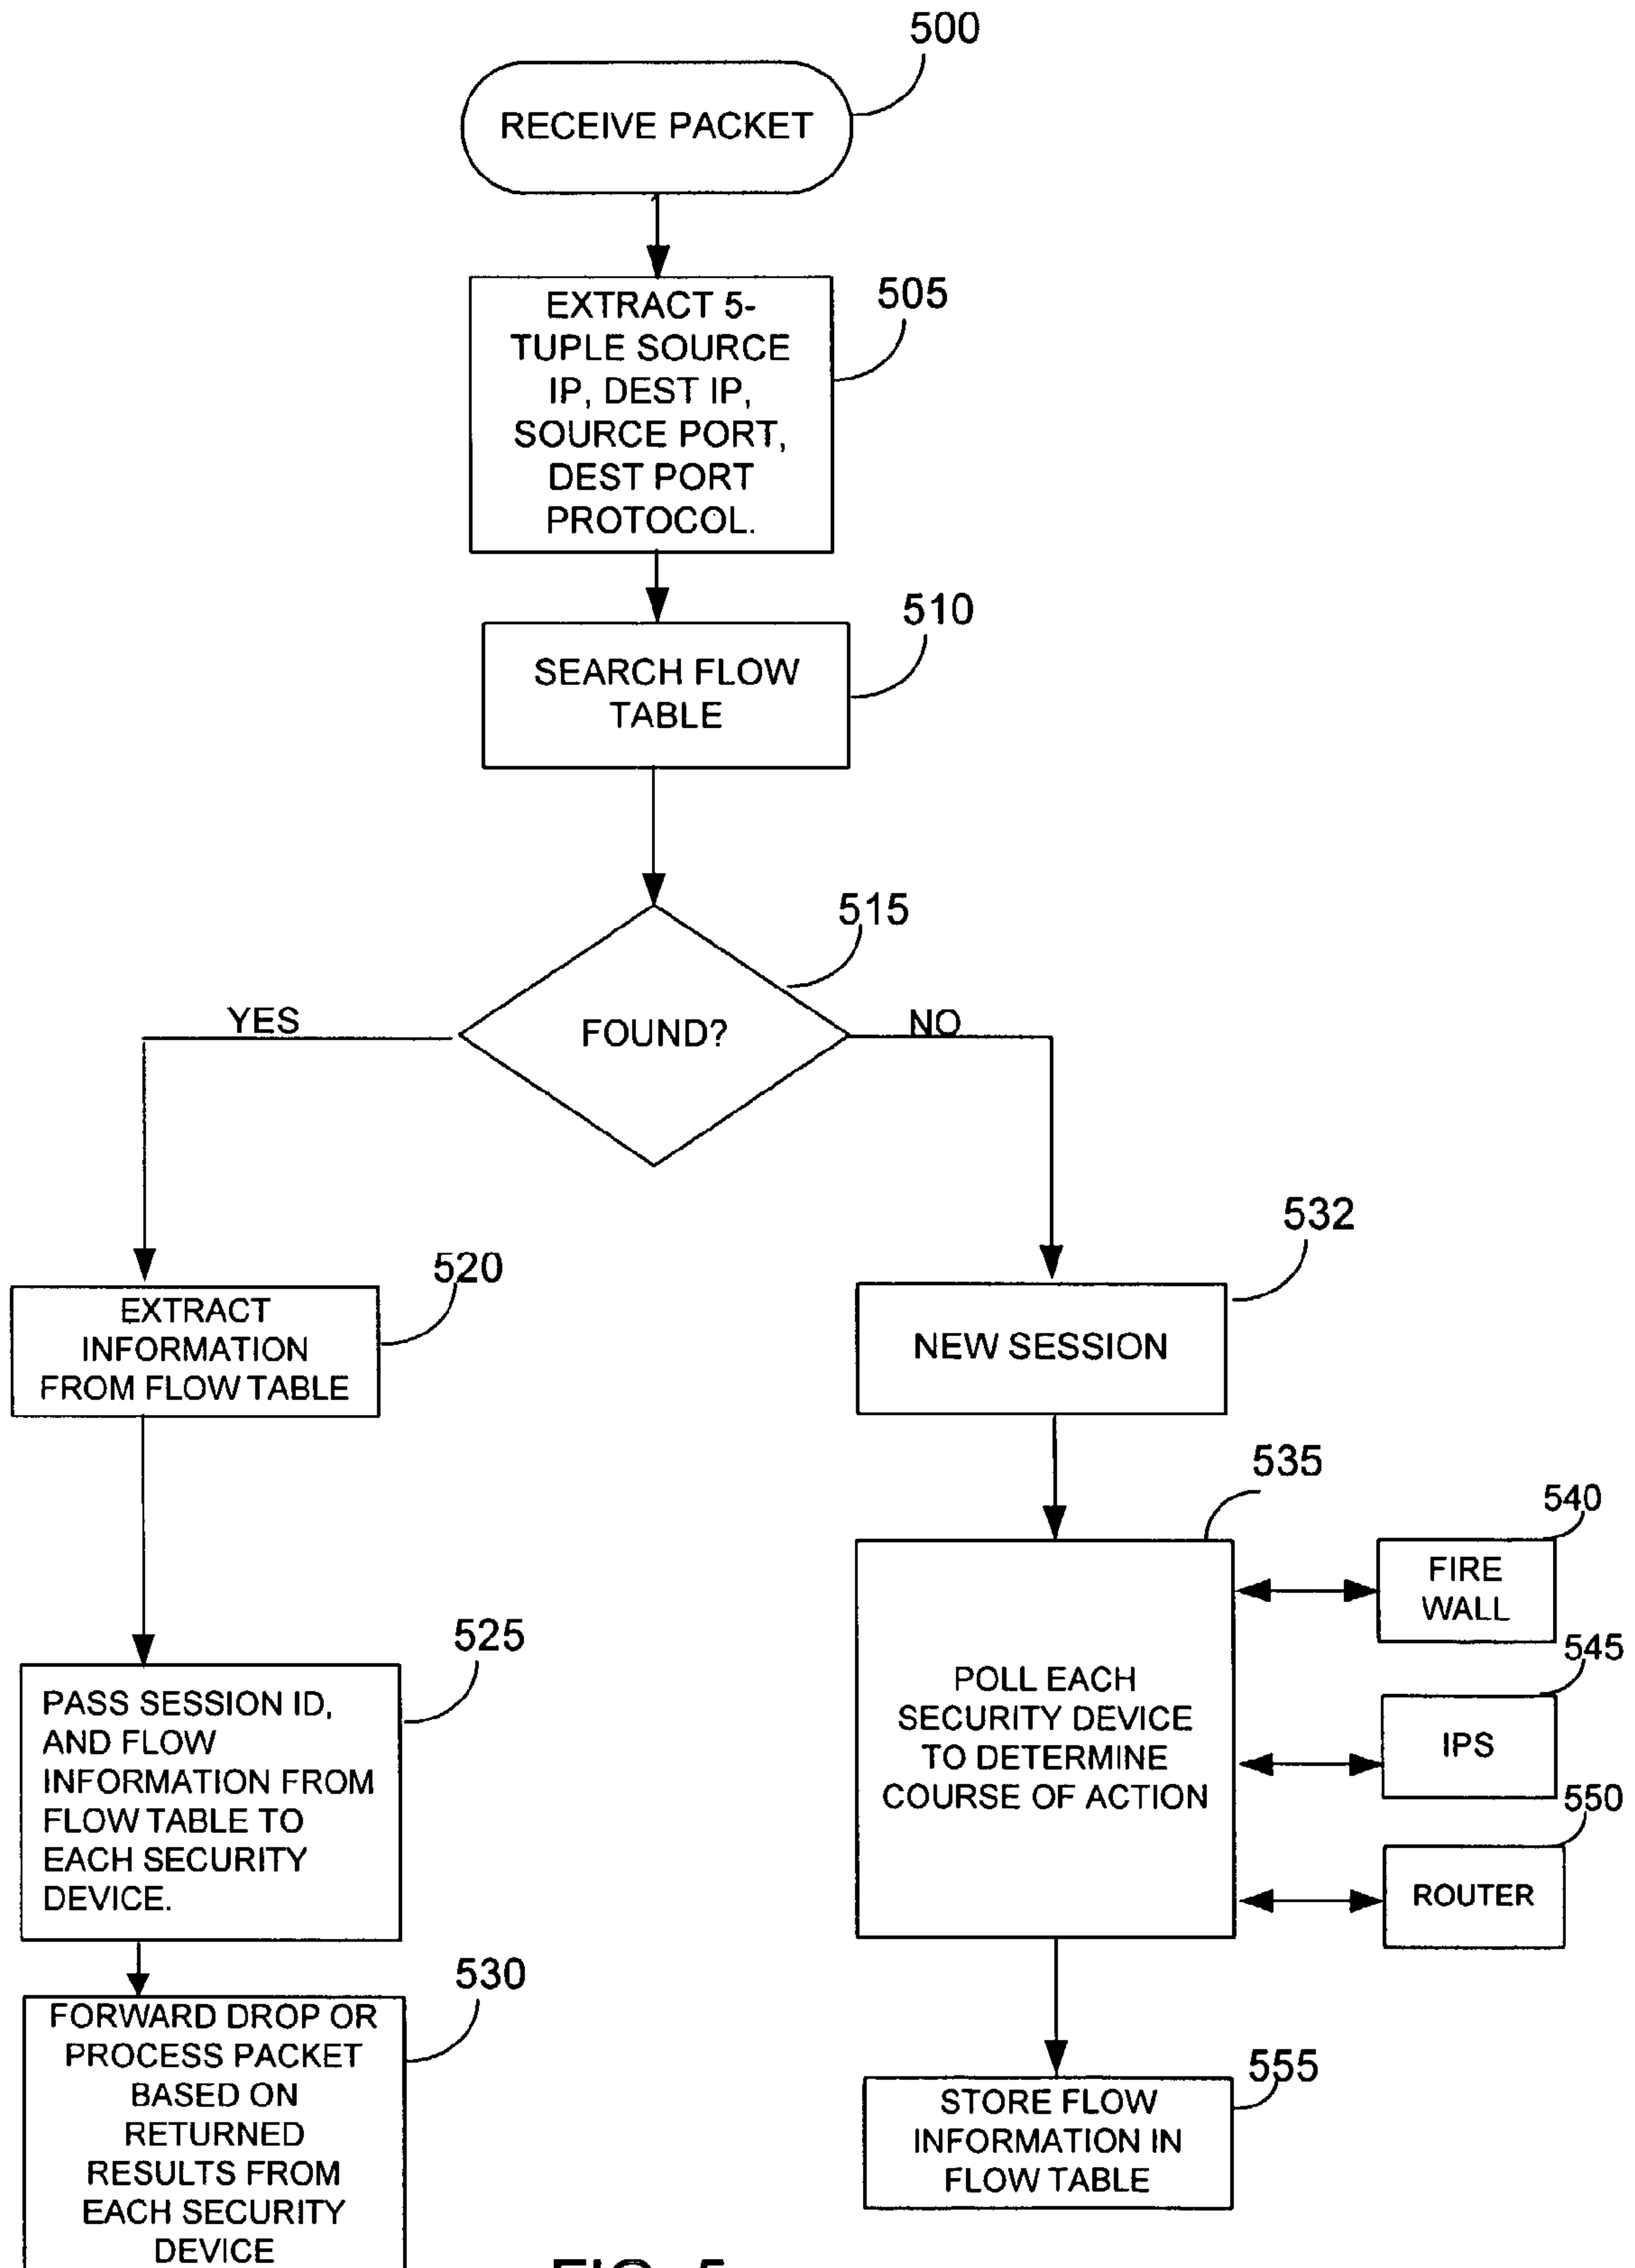 500
RECEIVE PACKET
505
EXTRACT 5-
TUPLE SOURCE
IP, DEST IP,
SOURCE PORT,
DEST PORT
PROTOCOL.
510
SEARCH FLOW
TABLE
515
FOUND?
YES
NO
520
EXTRACT
INFORMATION
FROM FLOW TABLE
525
PASS SESSION ID,
AND FLOW
INFORMATION FROM
FLOW TABLE TO
EACH SECURITY
DEVICE.
530
FORWARD DROP OR
PROCESS PACKET
BASED ON
RETURNED
RESULTS FROM
EACH SECURITY
DEVICE
532
NEW SESSION
535
POLL EACH
SECURITY DEVICE
TO DETERMINE
COURSE OF ACTION
540
FIRE
WALL
545
IPS
550
ROUTER
555
STORE FLOW
INFORMATION IN
FLOW TABLE